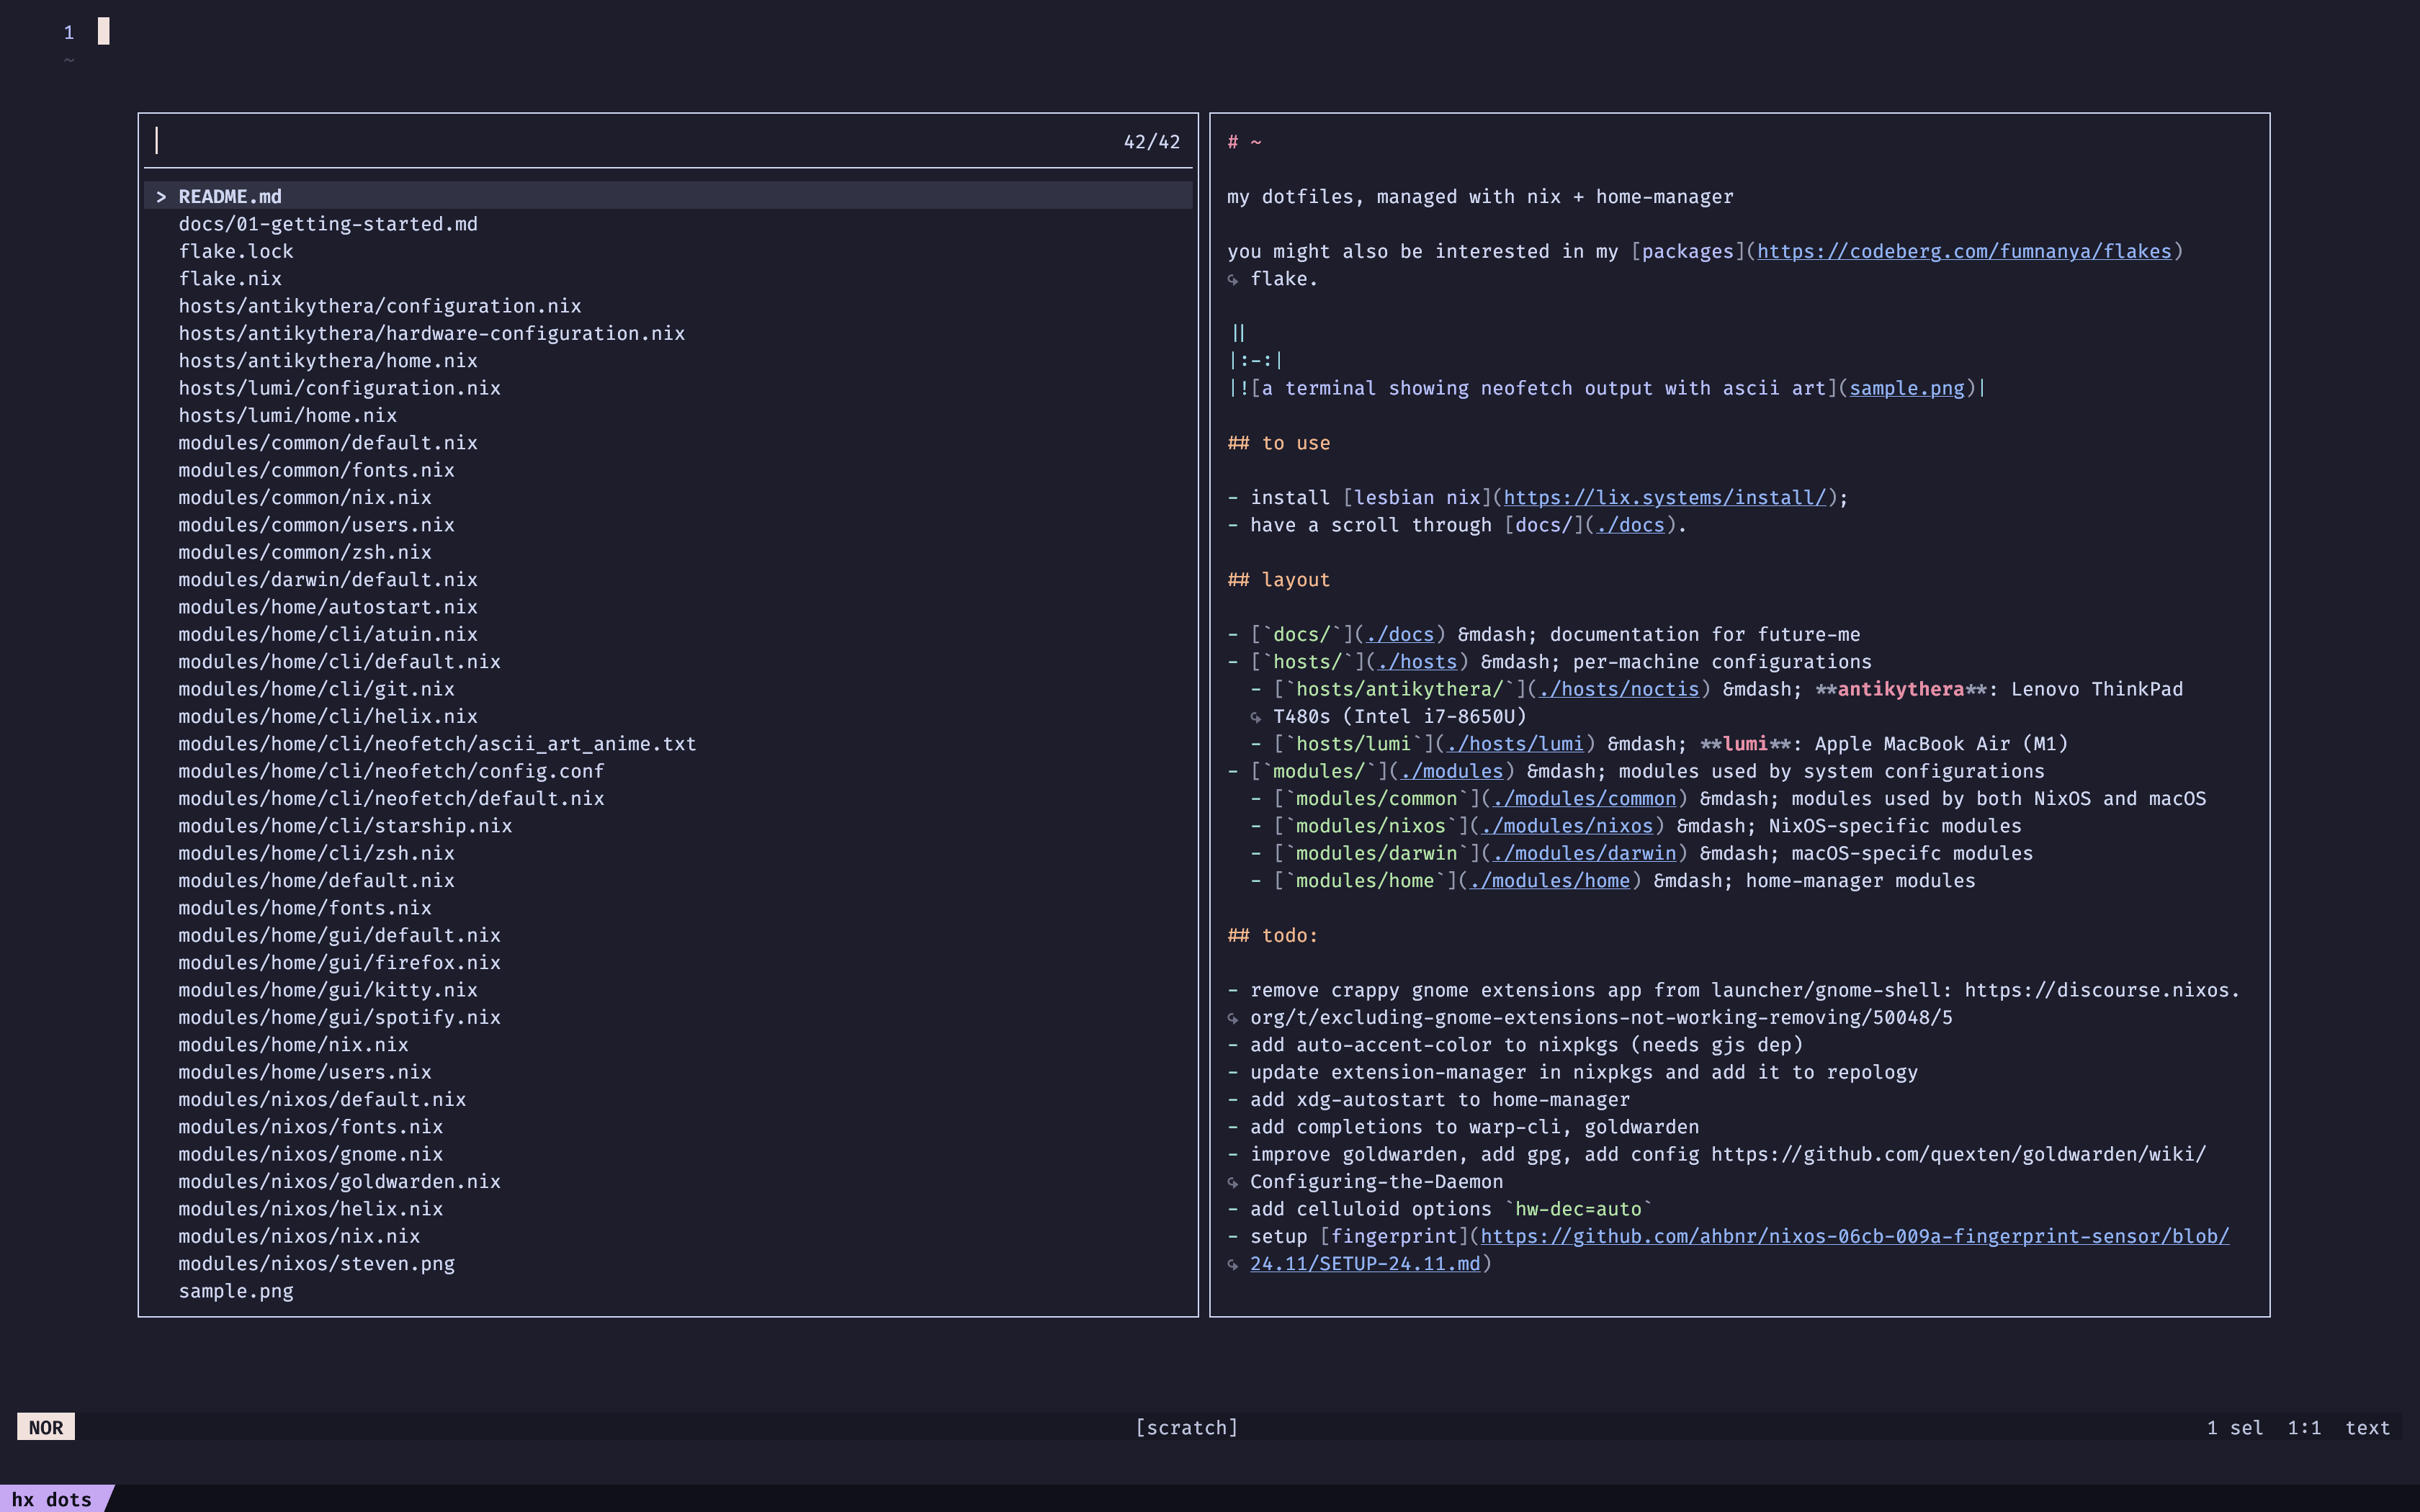 1
~
42/42
> README.md
docs/01-getting-started.md
flake.lock
flake.nix
hosts/antikythera/configuration.nix
hosts/antikythera/hardware-configuration.nix
hosts/antikythera/home.nix
hosts/lumi/configuration.nix
hosts/lumi/home.nix
modules/common/default.nix
modules/common/fonts.nix
modules/common/nix.nix
modules/common/users.nix
modules/common/zsh.nix
modules/darwin/default.nix
modules/home/autostart.nix
modules/home/cli/atuin.nix
modules/home/cli/default.nix
modules/home/cli/git.nix
modules/home/cli/helix.nix
modules/home/cli/neofetch/ascii_art_anime.txt
modules/home/cli/neofetch/config.conf
modules/home/cli/neofetch/default.nix
modules/home/cli/starship.nix
modules/home/cli/zsh.nix
modules/home/default.nix
modules/home/fonts.nix
modules/home/gui/default.nix
modules/home/gui/firefox.nix
modules/home/gui/kitty.nix
modules/home/gui/spotify.nix
modules/home/nix.nix
modules/home/users.nix
modules/nixos/default.nix
modules/nixos/fonts.nix
modules/nixos/gnome.nix
modules/nixos/goldwarden.nix
modules/nixos/helix.nix
modules/nixos/nix.nix
modules/nixos/steven.png
sample.png
# ~
my dotfiles, managed with nix + home-manager
you might also be interested in my [packages](https://codeberg.com/fumnanya/flakes)
↪ flake.
||
|:-:|
|![a terminal showing neofetch output with ascii art](sample.png)|
## to use
- install [lesbian nix](https://lix.systems/install/);
- have a scroll through [docs/](./docs).
## layout
- [`docs/`](./docs) &mdash; documentation for future-me
- [`hosts/`](./hosts) &mdash; per-machine configurations
- [`hosts/antikythera/`](./hosts/noctis) &mdash; **antikythera**: Lenovo ThinkPad
↪ T480s (Intel i7-8650U)
- [`hosts/lumi`](./hosts/lumi) &mdash; **lumi**: Apple MacBook Air (M1)
- [`modules/`](./modules) &mdash; modules used by system configurations
- [`modules/common`](./modules/common) &mdash; modules used by both NixOS and macOS
- [`modules/nixos`](./modules/nixos) &mdash; NixOS-specific modules
- [`modules/darwin`](./modules/darwin) &mdash; macOS-specifc modules
- [`modules/home`](./modules/home) &mdash; home-manager modules
## todo:
- remove crappy gnome extensions app from launcher/gnome-shell: https://discourse.nixos.
↪ org/t/excluding-gnome-extensions-not-working-removing/50048/5
- add auto-accent-color to nixpkgs (needs gjs dep)
- update extension-manager in nixpkgs and add it to repology
- add xdg-autostart to home-manager
- add completions to warp-cli, goldwarden
- improve goldwarden, add gpg, add config https://github.com/quexten/goldwarden/wiki/
↪ Configuring-the-Daemon
- add celluloid options `hw-dec=auto`
- setup [fingerprint](https://github.com/ahbnr/nixos-06cb-009a-fingerprint-sensor/blob/
↪ 24.11/SETUP-24.11.md)
NOR [scratch] 1 sel 1:1 text
hx dots